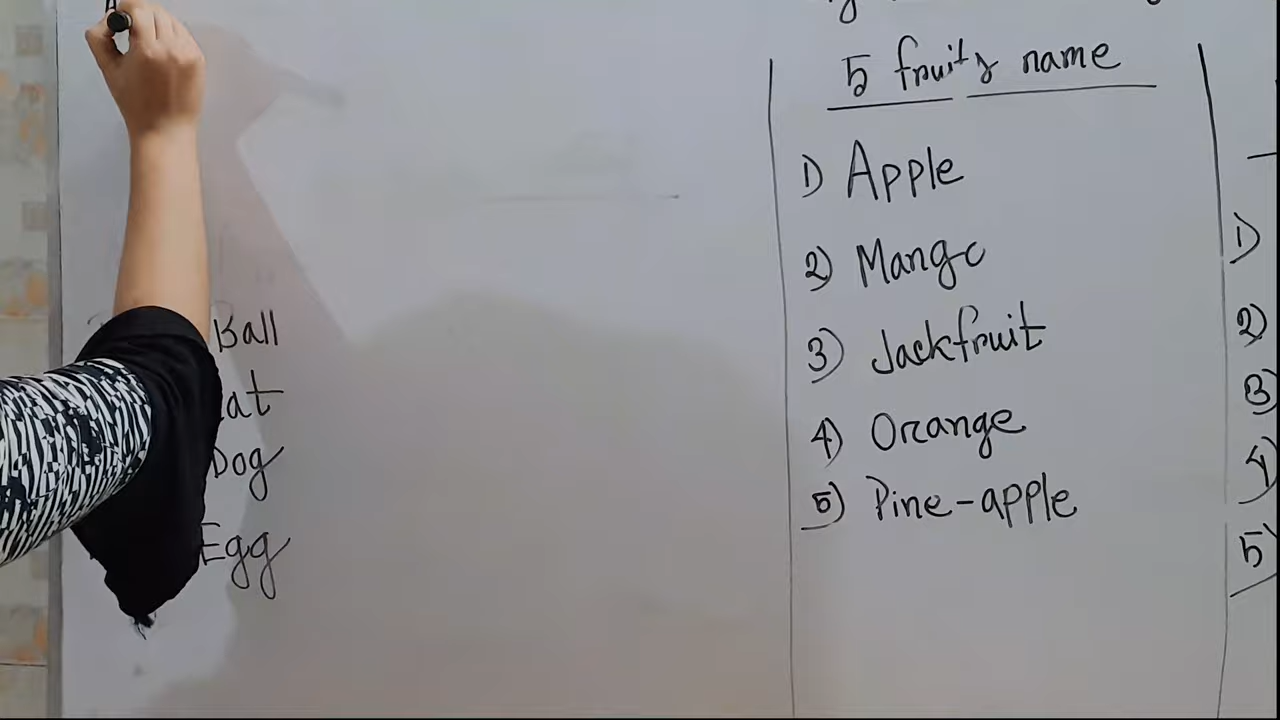 Ball
Dog
Egg
5 fruits name
1) Apple
2) Mango
3) Jackfruit
4) Orange
5) Pine-apple
1)
2)
3)
4)
5)